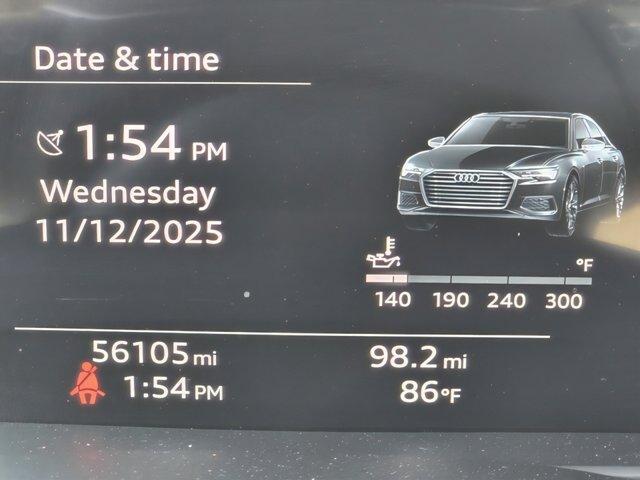 Date & time
1:54 PM
Wednesday
11/12/2025
°F
140 190 240 300
56105 mi 98.2 mi
1:54 PM 86°F